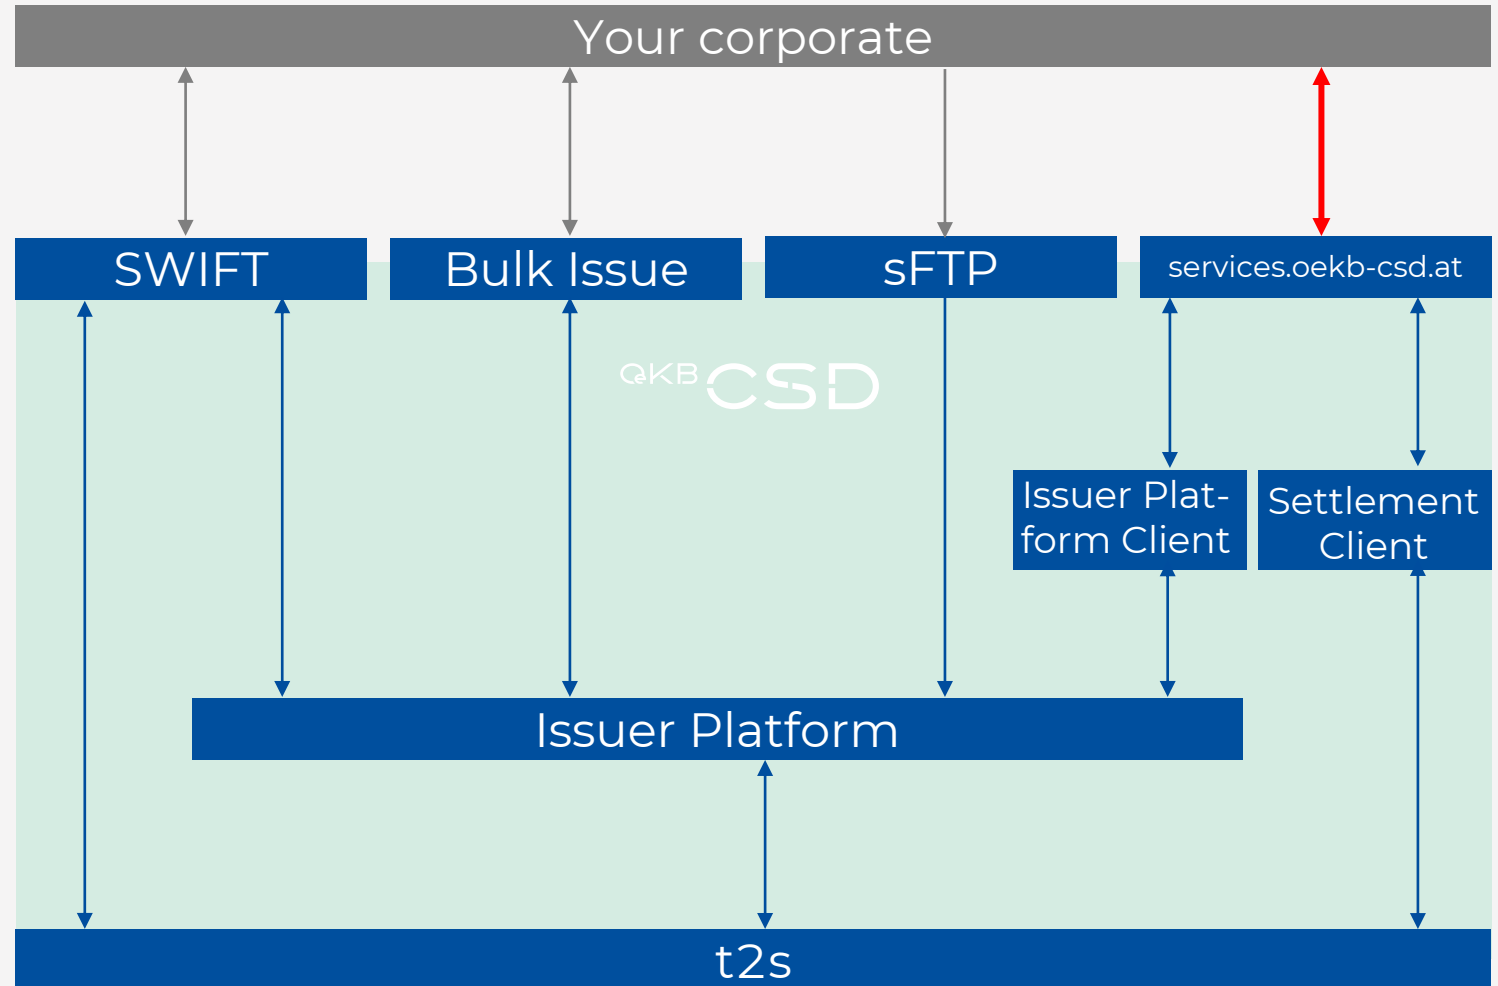 Your corporate
SWIFT
Bulk Issue
sFTP
services.oekb-csd.at
OeKB CSD
Issuer Plat-
form Client
Settlement
Client
Issuer Platform
t2s